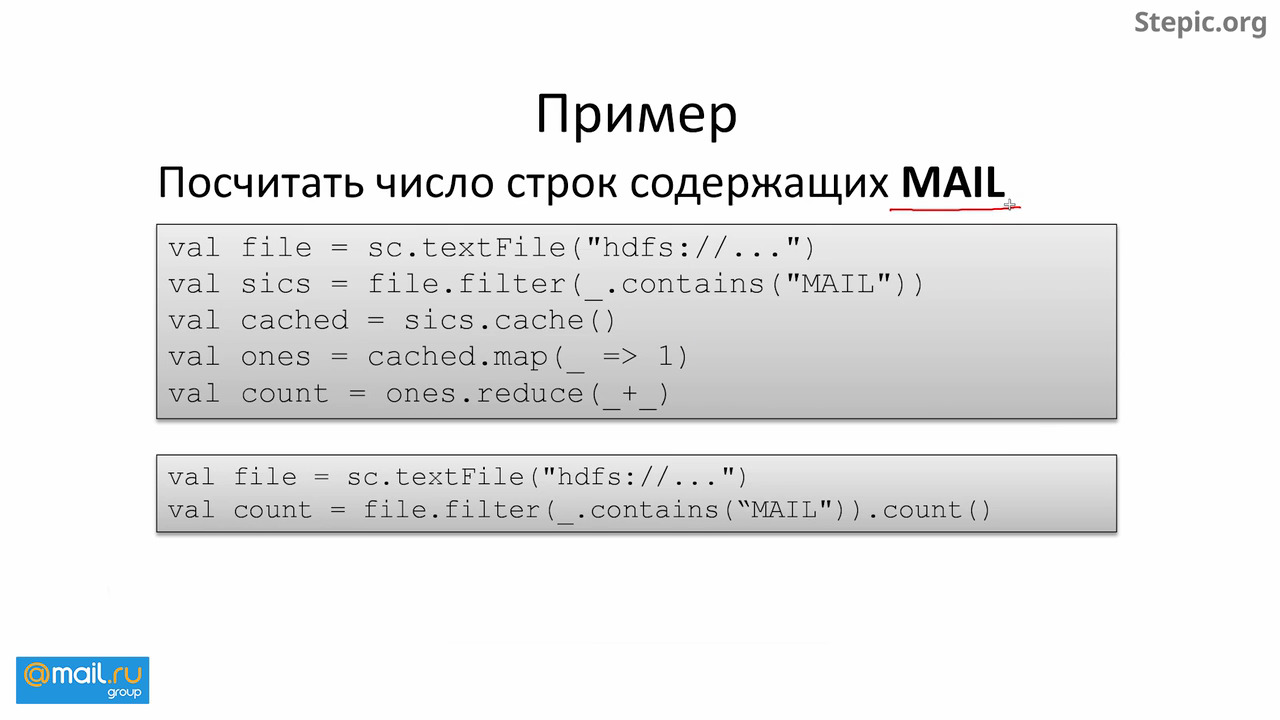 Stepic.org
Пример
Посчитать число строк содержащих MAIL
val file = sc.textFile("hdfs://...")
val sics = file.filter(_.contains("MAIL"))
val cached = sics.cache()
val ones = cached.map(_ => 1)
val count = ones.reduce(_+_)
val file = sc.textFile("hdfs://...")
val count = file.filter(_.contains(“MAIL")).count()
@mail.ru
group